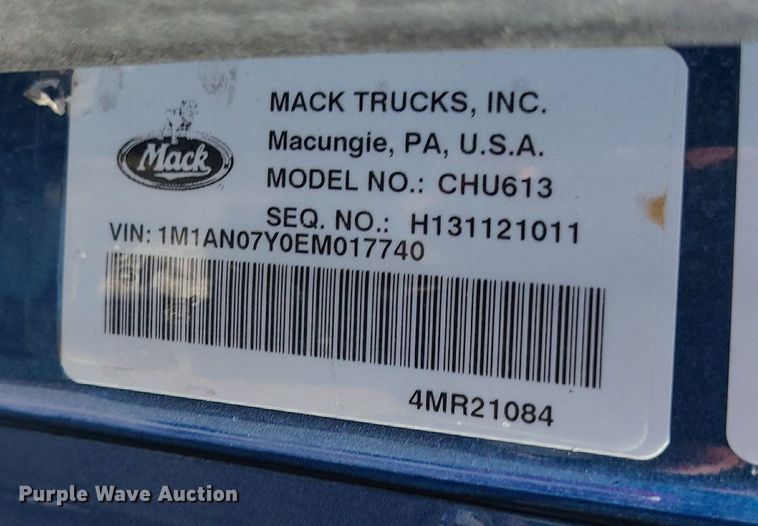 Mack
MACK TRUCKS, INC.
Macungie, PA, U.S.A.
MODEL NO.: CHU613
SEQ. NO.: H131121011
VIN: 1M1AN07Y0EM017740
4MR21084
Purple Wave Auction